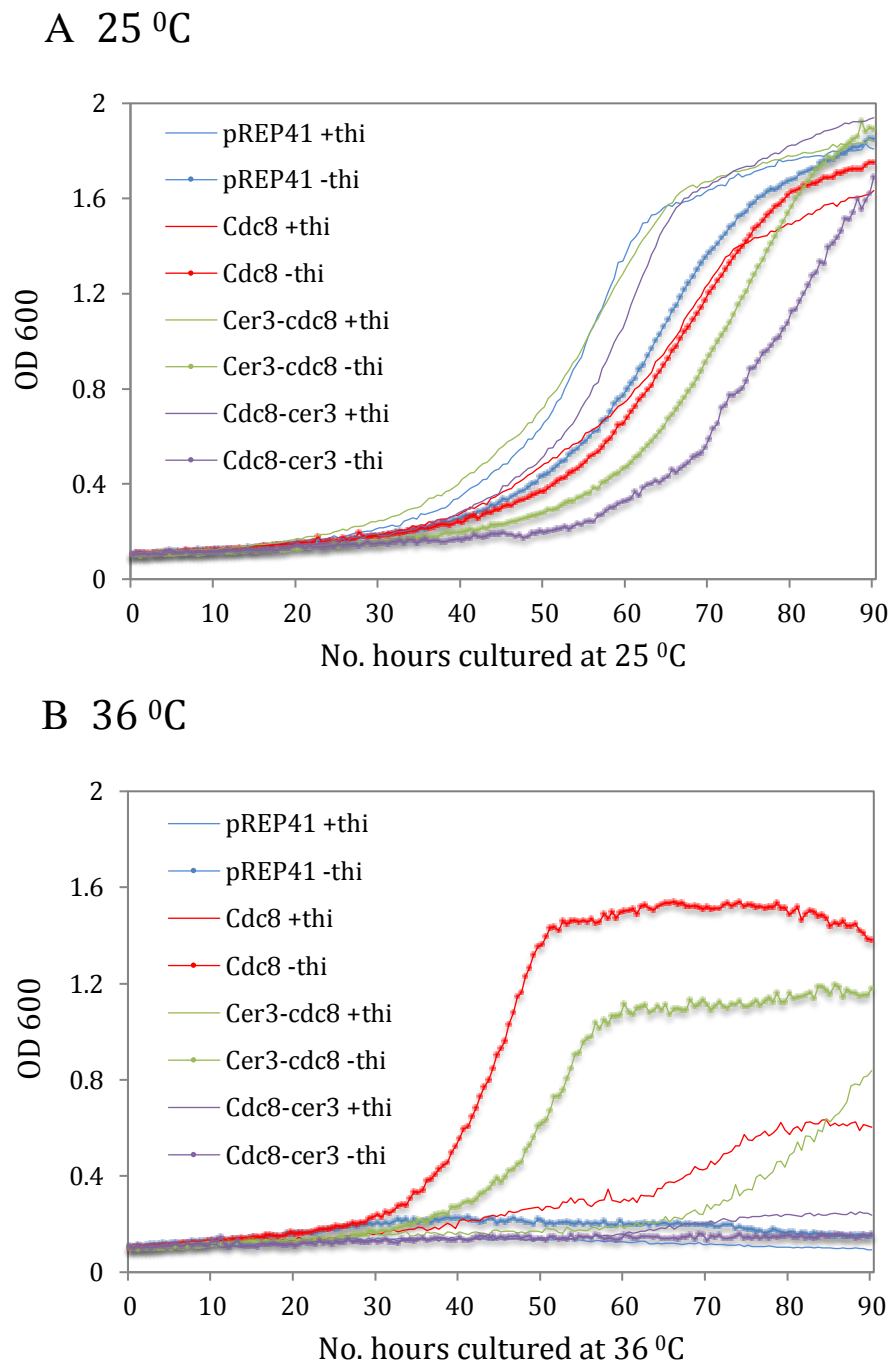 A 25 ⁰C
2
1.6
1.2
0.8
0.4
0
OD 600
pREP41 +thi
pREP41 -thi
Cdc8 +thi
Cdc8 -thi
Cer3-cdc8 +thi
Cer3-cdc8 -thi
Cdc8-cer3 +thi
Cdc8-cer3 -thi
0 10 20 30 40 50 60 70 80 90
No. hours cultured at 25 ⁰C
B 36 ⁰C
2
1.6
1.2
0.8
0.4
0
OD 600
pREP41 +thi
pREP41 -thi
Cdc8 +thi
Cdc8 -thi
Cer3-cdc8 +thi
Cer3-cdc8 -thi
Cdc8-cer3 +thi
Cdc8-cer3 -thi
0 10 20 30 40 50 60 70 80 90
No. hours cultured at 36 ⁰C